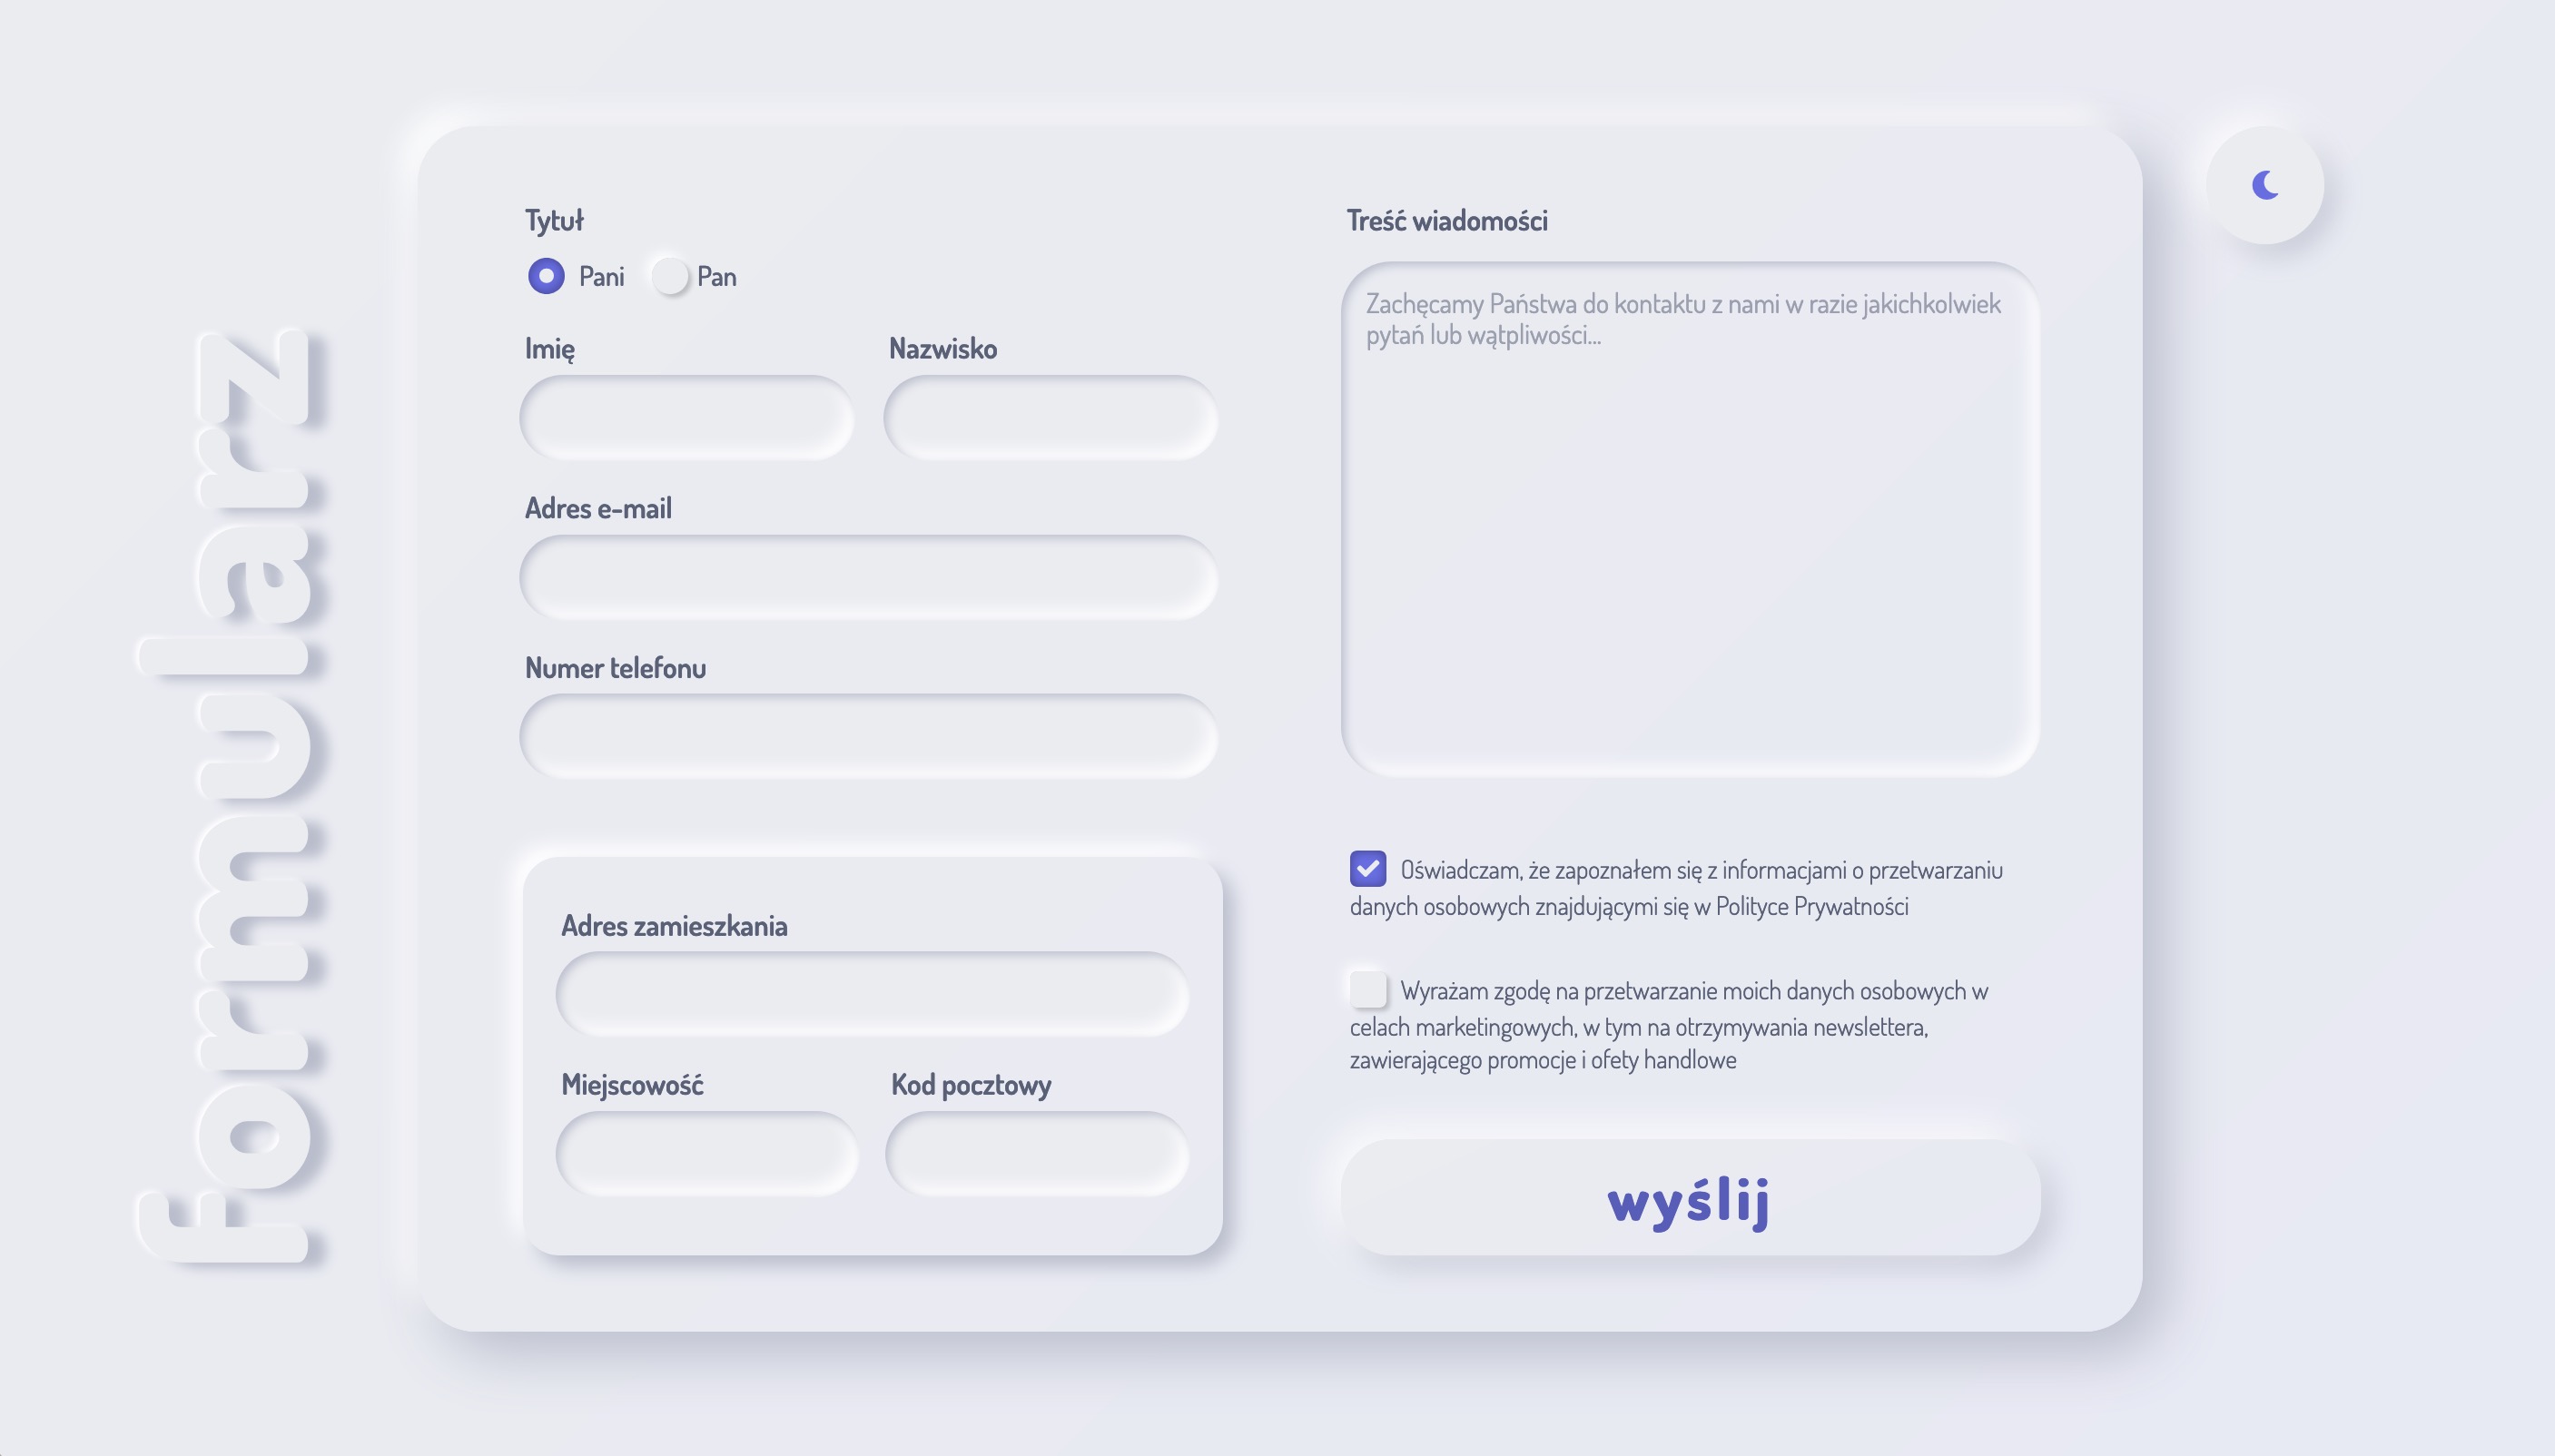 formularz
Tytuł
Pani
Pan
Imię
Nazwisko
Adres e-mail
Numer telefonu
Adres zamieszkania
Miejscowość
Kod pocztowy
Treść wiadomości
Zachęcamy Państwa do kontaktu z nami w razie jakichkolwiek
pytań lub wątpliwości...
Oświadczam, że zapoznałem się z informacjami o przetwarzaniu
danych osobowych znajdującymi się w Polityce Prywatności
Wyrażam zgodę na przetwarzanie moich danych osobowych w
celach marketingowych, w tym na otrzymywania newslettera,
zawierającego promocje i ofety handlowe
wyślij